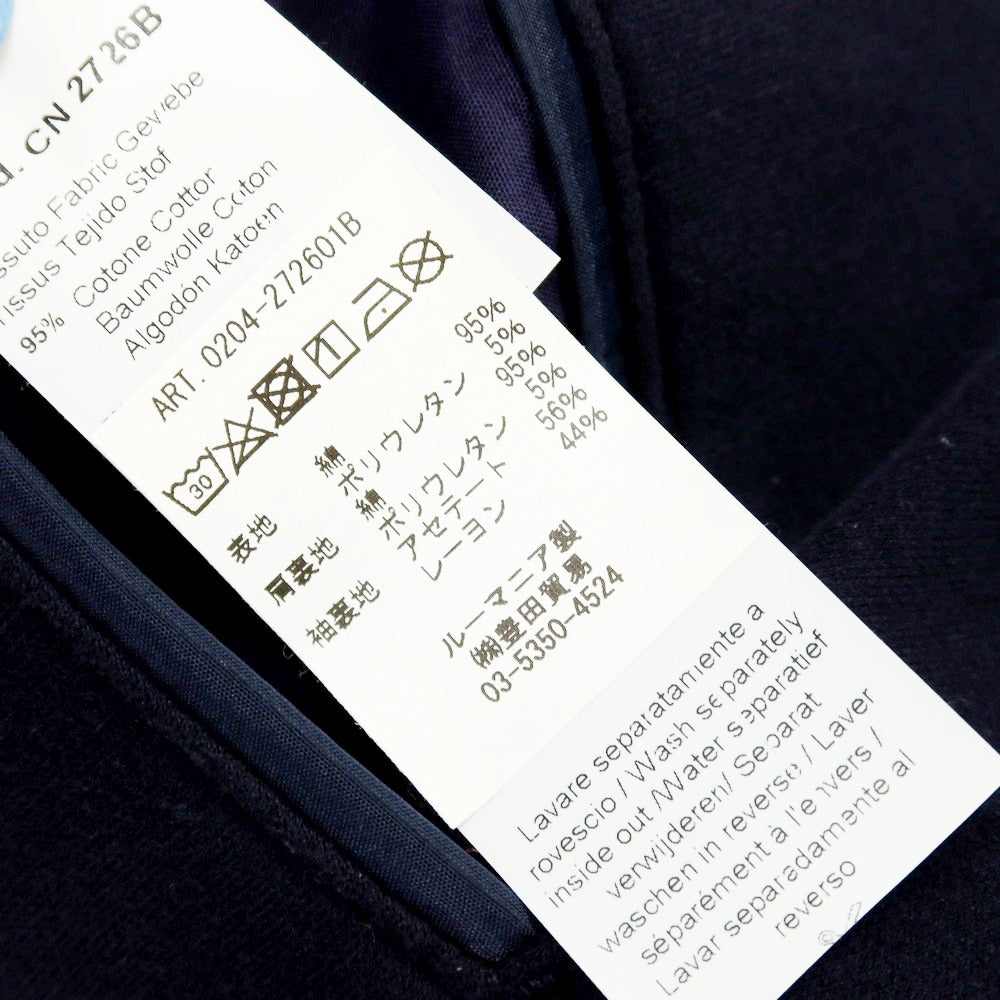 d. CN 2726B
ssuto Fabric Gewebe
Tissus Tejido Stof
95% Cotone Cotton
Baumwolle Coton
Algodón Katoen
ART. 0204-272601B
30
1
表地 綿 95%
ポリウレタン 5%
肩裏地 綿 95%
ポリウレタン 5%
袖裏地 アセテート 56%
レーヨン 44%
ルーマニア製
㈱豊田貿易
03-5350-4524
Lavare separatamente a
rovescio / Wash separately
inside out /Water separatief
verwijderen/ Separat
waschen in reverse / Laver
séparément à l'envers /
Lavar separadamente al
reverso